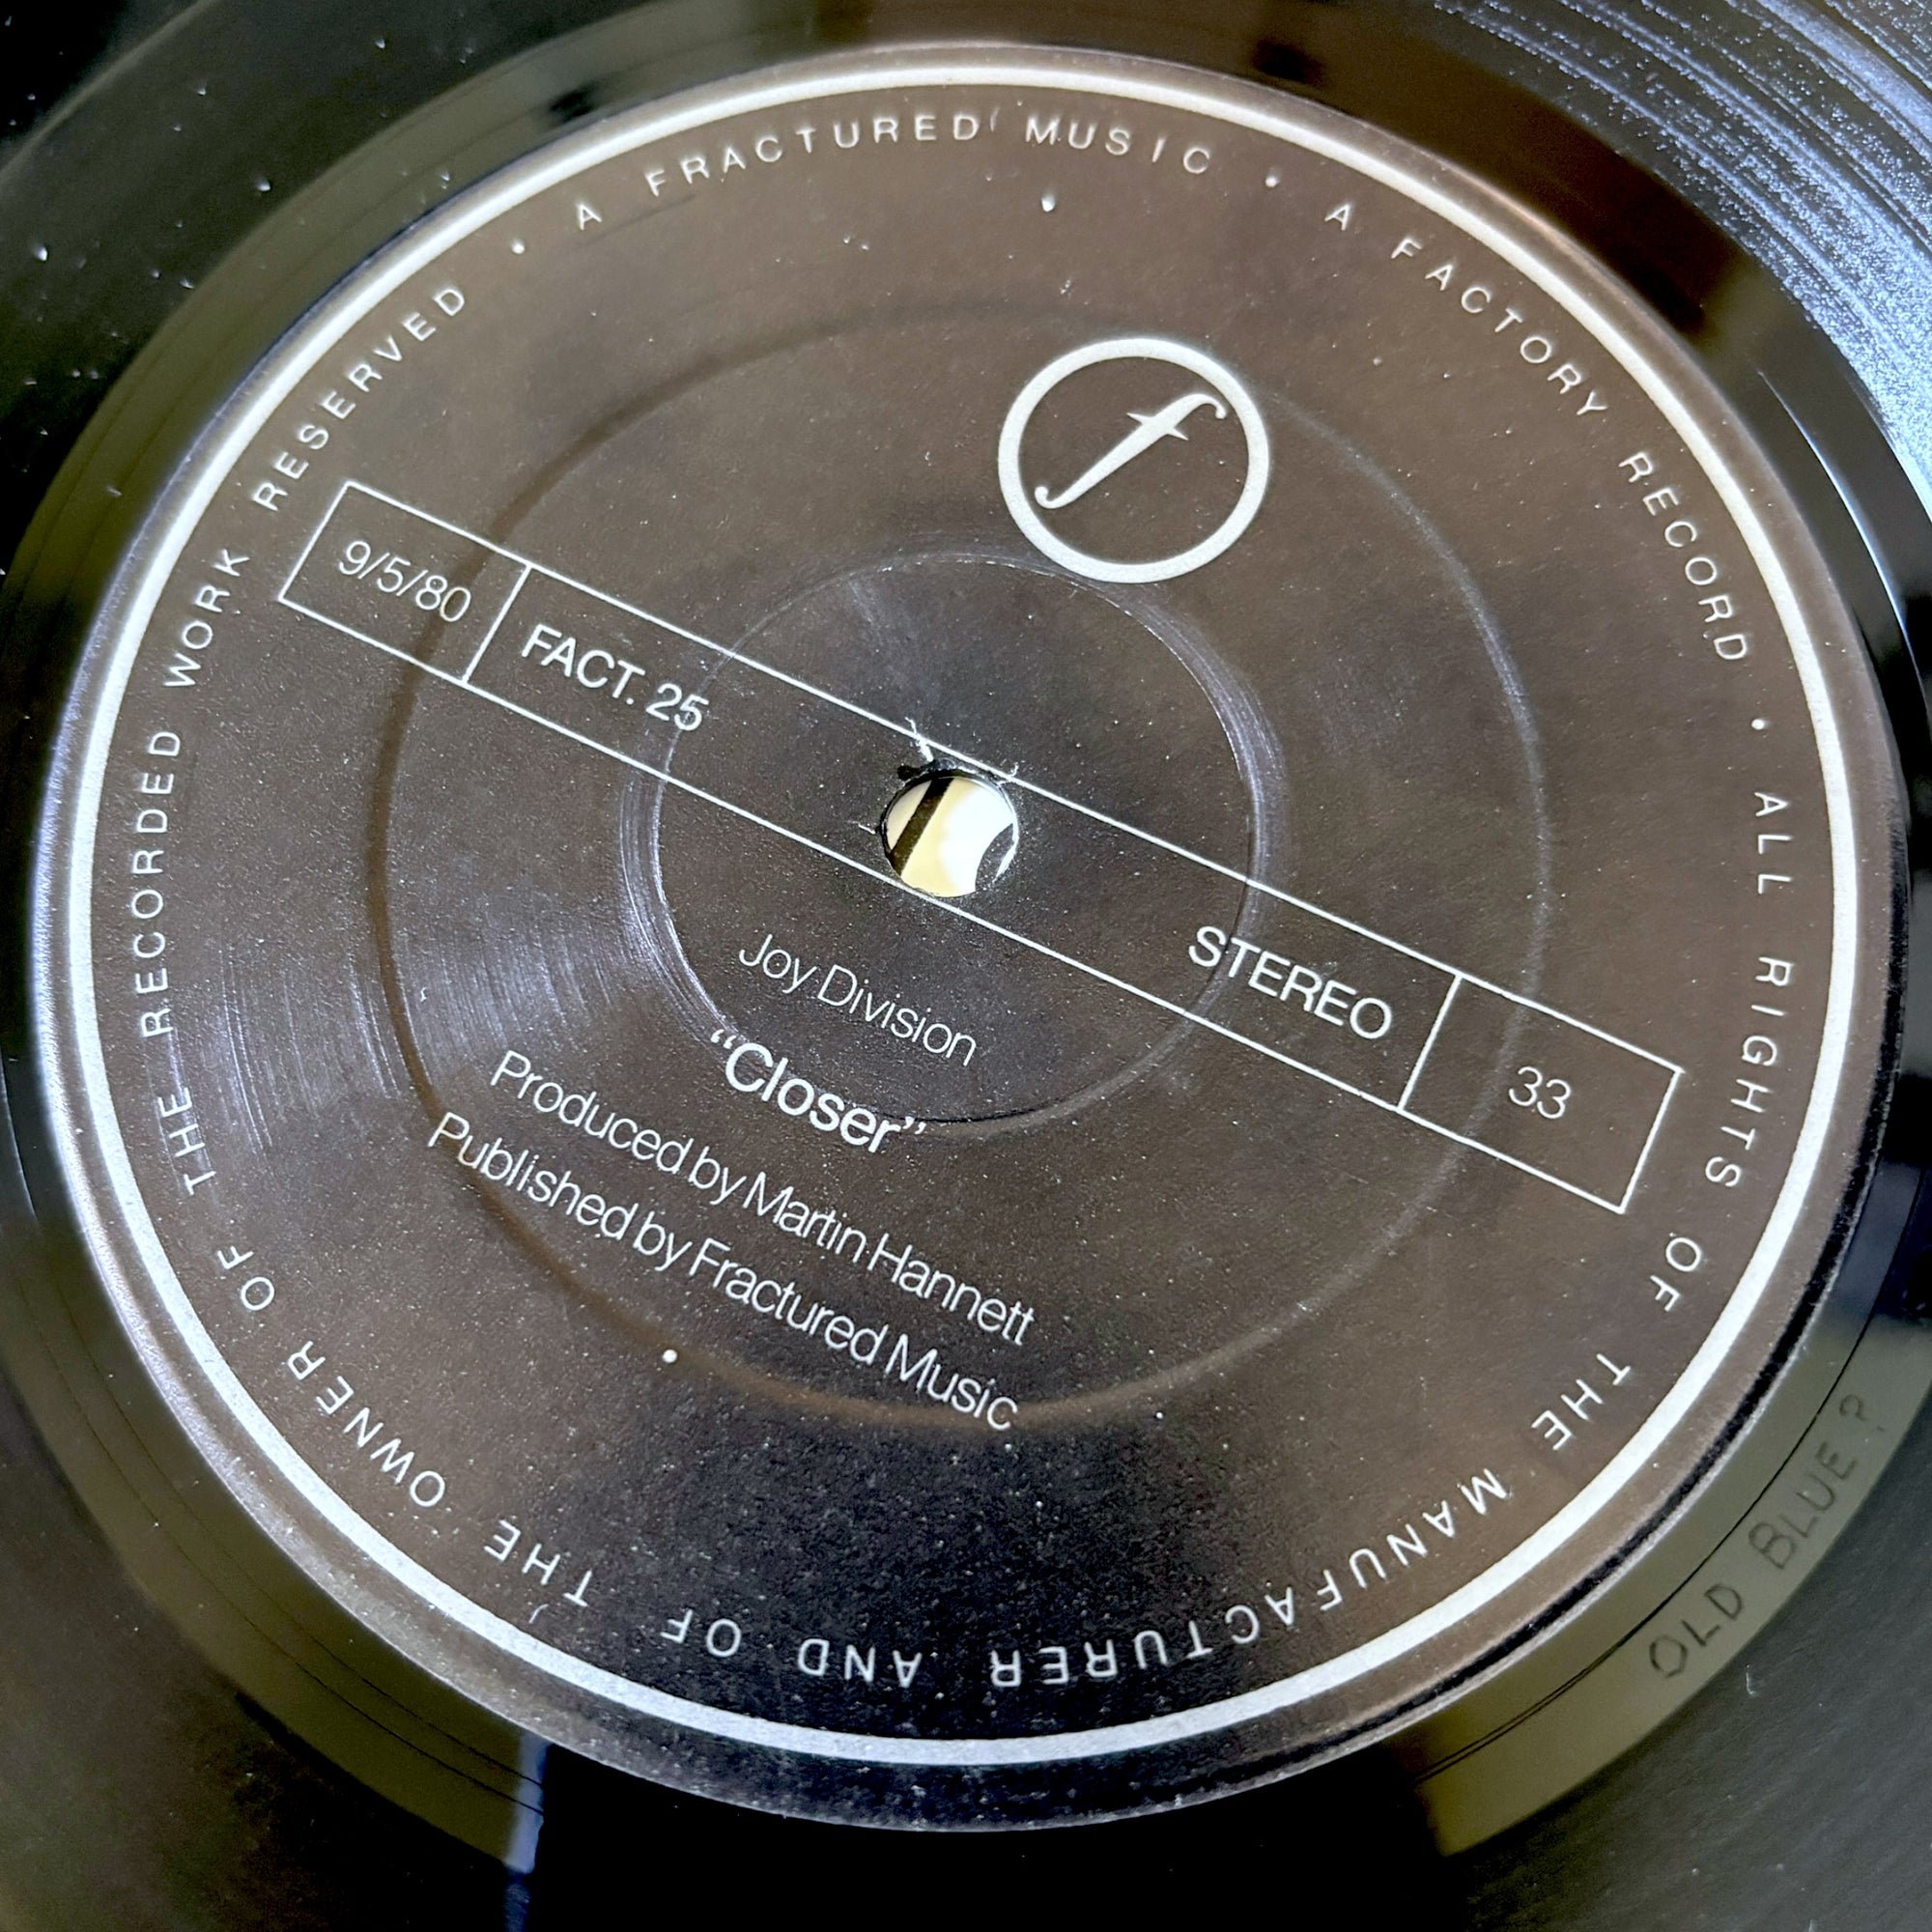 A FRACTURED MUSIC • A FACTORY RECORD • ALL RIGHTS OF THE MANUFACTURER AND OF THE OWNER OF THE RECORDED WORK RESERVED •
f
9/5/80 FACT. 25 STEREO 33
Joy Division
“Closer”
Produced by Martin Hannett
Published by Fractured Music
OLD BLUE?